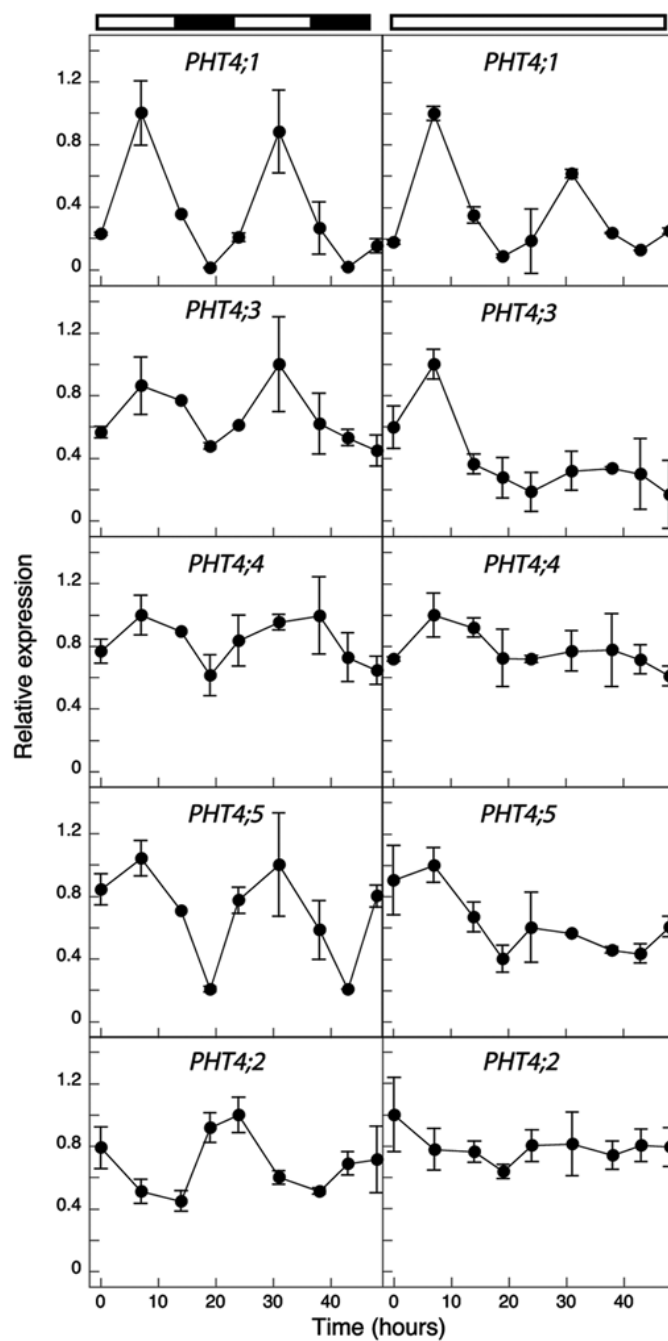 PHT4;1 PHT4;1
1.2
0.8
0.4
0
PHT4;3 PHT4;3
1.2
0.8
0.4
0
PHT4;4 PHT4;4
1.2
0.8
0.4
0
PHT4;5 PHT4;5
1.2
0.8
0.4
0
PHT4;2 PHT4;2
1.2
0.8
0.4
0
Relative expression
0 10 20 30 40 0 10 20 30 40
Time (hours)